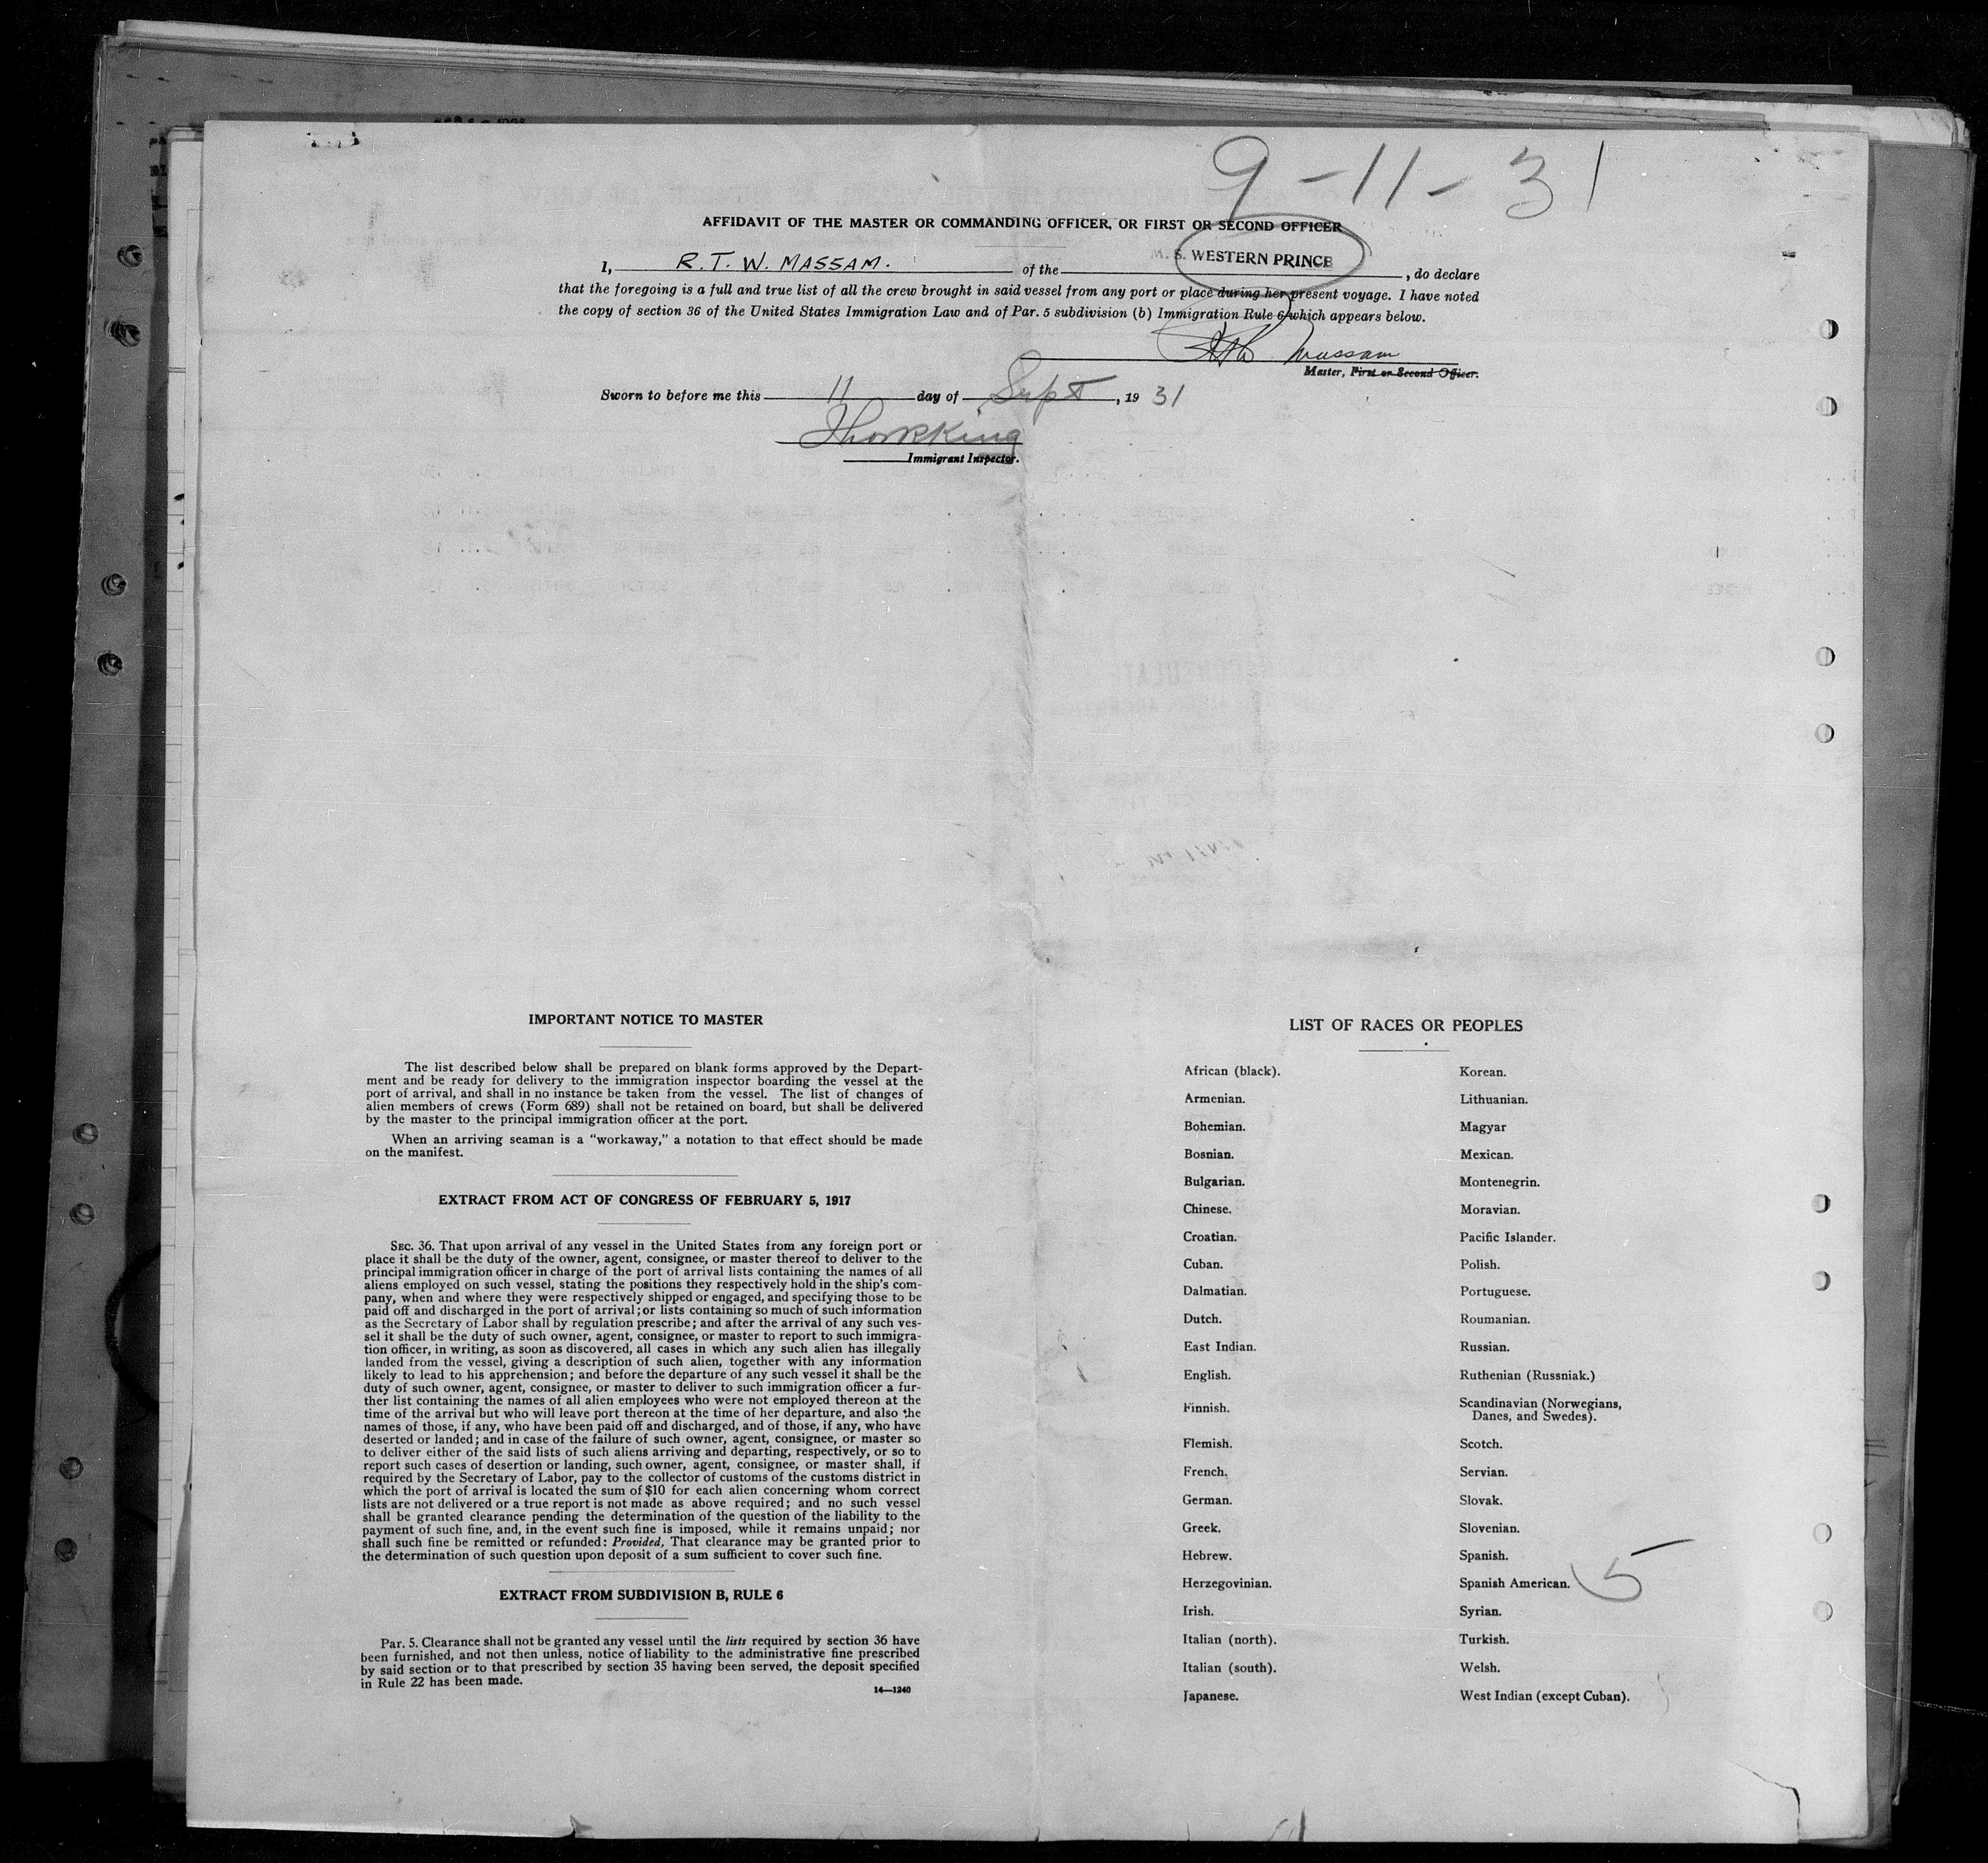 9-11-31
AFFIDAVIT OF THE MASTER OR COMMANDING OFFICER, OR FIRST OR SECOND OFFICER
I, R. T. W. MASSAM. of the M. S. WESTERN PRINCE, do declare
that the foregoing is a full and true list of all the crew brought in said vessel from any port or place during her present voyage. I have noted
the copy of section 36 of the United States Immigration Law and of Par. 5 subdivision (b) Immigration Rule 6 which appears below.
Massam
Master, First or Second Officer.
Sworn to before me this 11 day of Sept, 19 31
Immigrant Inspector.
IMPORTANT NOTICE TO MASTER
The list described below shall be prepared on blank forms approved by the Depart-
ment and be ready for delivery to the immigration inspector boarding the vessel at the
port of arrival, and shall in no instance be taken from the vessel. The list of changes of
alien members of crews (Form 689) shall not be retained on board, but shall be delivered
by the master to the principal immigration officer at the port.
When an arriving seaman is a "workaway," a notation to that effect should be made
on the manifest.
EXTRACT FROM ACT OF CONGRESS OF FEBRUARY 5, 1917
SEC. 36. That upon arrival of any vessel in the United States from any foreign port or
place it shall be the duty of the owner, agent, consignee, or master thereof to deliver to the
principal immigration officer in charge of the port of arrival lists containing the names of all
aliens employed on such vessel, stating the positions they respectively hold in the ship's com-
pany, when and where they were respectively shipped or engaged, and specifying those to be
paid off and discharged in the port of arrival; or lists containing so much of such information
as the Secretary of Labor shall by regulation prescribe; and after the arrival of any such ves-
sel it shall be the duty of such owner, agent, consignee, or master to report to such immigra-
tion officer, in writing, as soon as discovered, all cases in which any such alien has illegally
landed from the vessel, giving a description of such alien, together with any information
likely to lead to his apprehension; and before the departure of any such vessel it shall be the
duty of such owner, agent, consignee, or master to deliver to such immigration officer a fur-
ther list containing the names of all alien employees who were not employed thereon at the
time of the arrival but who will leave port thereon at the time of her departure, and also the
names of those, if any, who have been paid off and discharged, and of those, if any, who have
deserted or landed; and in case of the failure of such owner, agent, consignee, or master so
to deliver either of the said lists of such aliens arriving and departing, respectively, or so to
report such cases of desertion or landing, such owner, agent, consignee, or master shall, if
required by the Secretary of Labor, pay to the collector of customs of the customs district in
which the port of arrival is located the sum of $10 for each alien concerning whom correct
lists are not delivered or a true report is not made as above required; and no such vessel
shall be granted clearance pending the determination of the question of the liability to the
payment of such fine, and, in the event such fine is imposed, while it remains unpaid; nor
shall such fine be remitted or refunded: Provided, That clearance may be granted prior to
the determination of such question upon deposit of a sum sufficient to cover such fine.
EXTRACT FROM SUBDIVISION B, RULE 6
Par. 5. Clearance shall not be granted any vessel until the lists required by section 36 have
been furnished, and not then unless, notice of liability to the administrative fine prescribed
by said section or to that prescribed by section 35 having been served, the deposit specified
in Rule 22 has been made.
14—1240
LIST OF RACES OR PEOPLES
African (black).
Armenian.
Bohemian.
Bosnian.
Bulgarian.
Chinese.
Croatian.
Cuban.
Dalmatian.
Dutch.
East Indian.
English.
Finnish.
Flemish.
French.
German.
Greek.
Hebrew.
Herzegovinian.
Irish.
Italian (north).
Italian (south).
Japanese.
Korean.
Lithuanian.
Magyar
Mexican.
Montenegrin.
Moravian.
Pacific Islander.
Polish.
Portuguese.
Roumanian.
Russian.
Ruthenian (Russniak.)
Scandinavian (Norwegians,
Danes, and Swedes).
Scotch.
Servian.
Slovak.
Slovenian.
Spanish.
Spanish American.
Syrian.
Turkish.
Welsh.
West Indian (except Cuban).
5